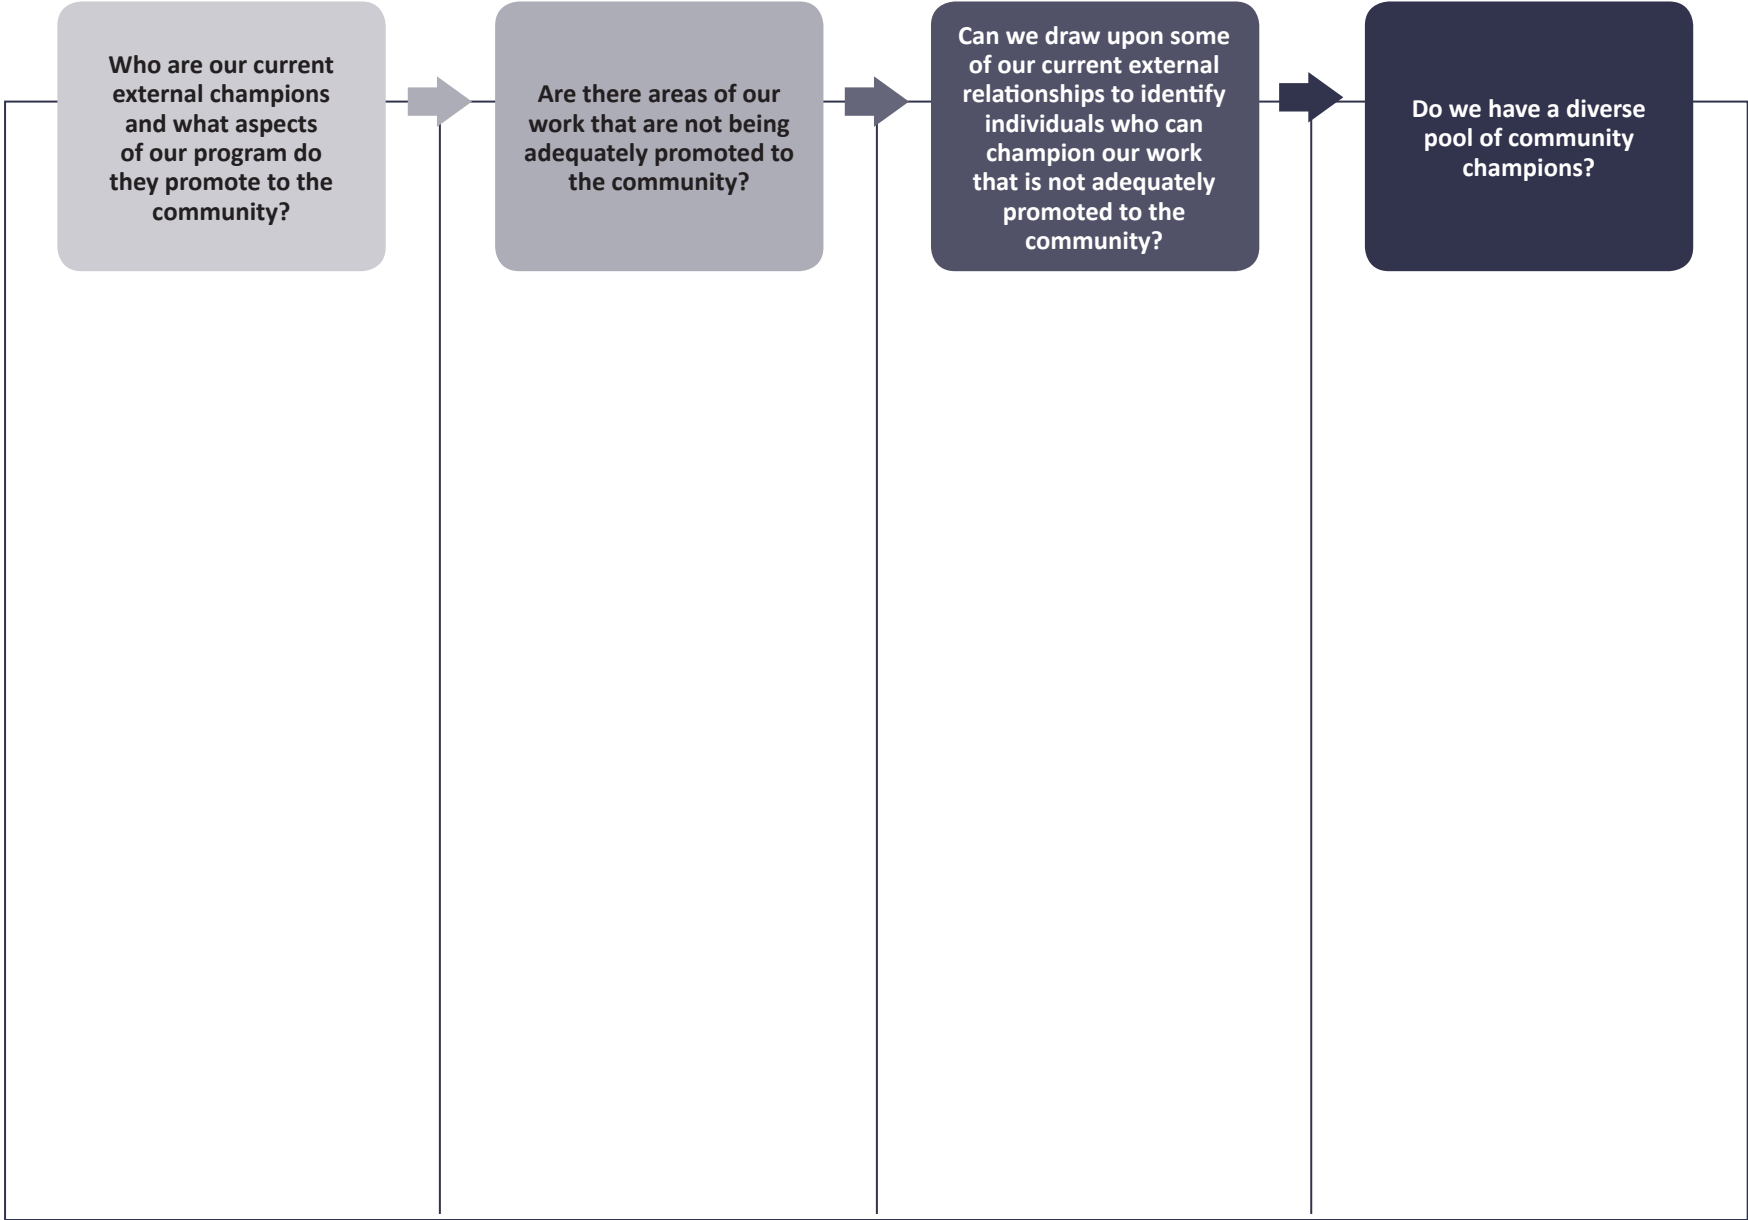 Who are our current
external champions
and what aspects
of our program do
they promote to the
community?
Are there areas of our
work that are not being
adequately promoted to
the community?
Can we draw upon some
of our current external
relationships to identify
individuals who can
champion our work
that is not adequately
promoted to the
community?
Do we have a diverse
pool of community
champions?